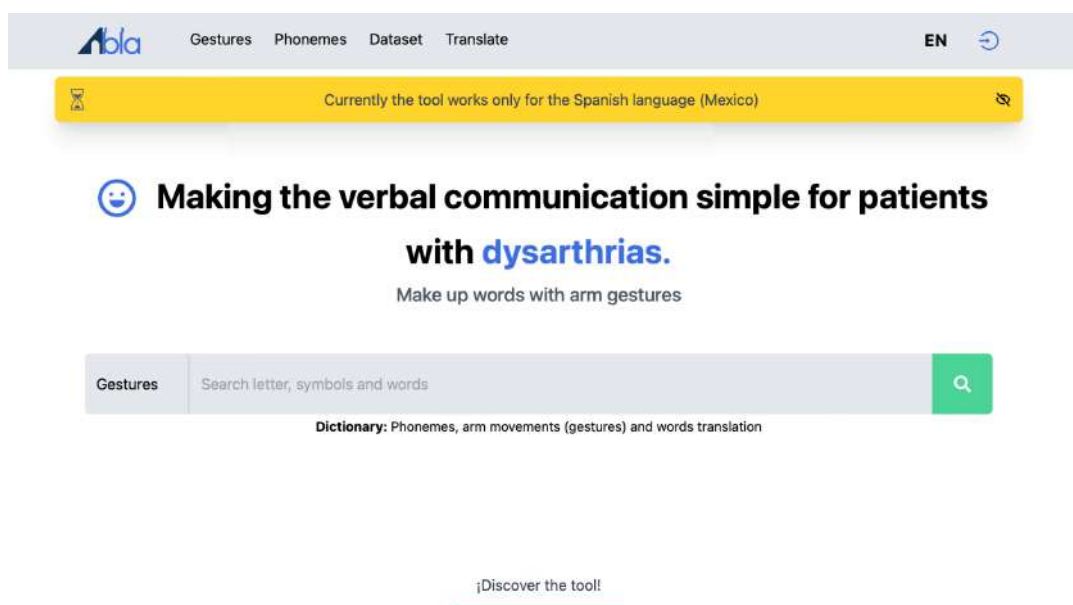 Abla Gestures Phonemes Dataset Translate EN
Currently the tool works only for the Spanish language (Mexico)
Making the verbal communication simple for patients
with dysarthrias.
Make up words with arm gestures
Gestures Search letter, symbols and words
Dictionary: Phonemes, arm movements (gestures) and words translation
¡Discover the tool!